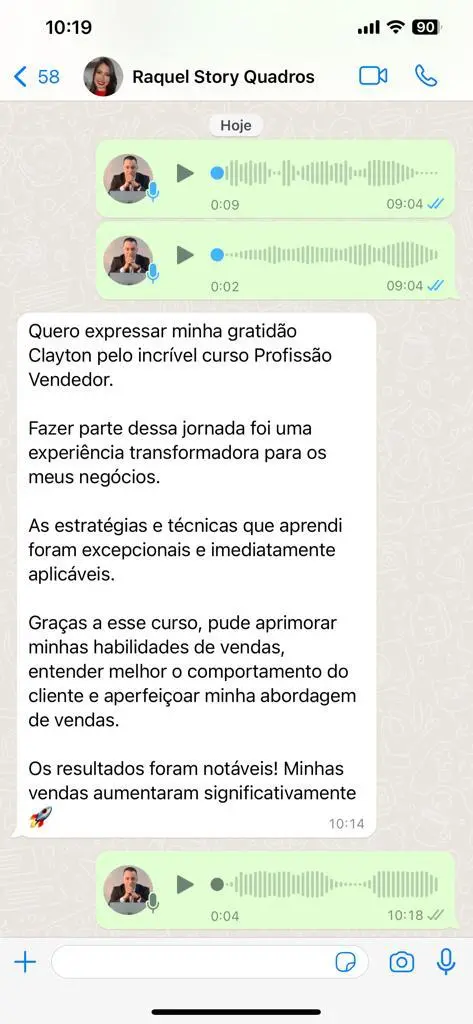 10:19
90
58
Raquel Story Quadros
Hoje
0:09
09:04
0:02
09:04
Quero expressar minha gratidão
Clayton pelo incrível curso Profissão
Vendedor.
Fazer parte dessa jornada foi uma
experiência transformadora para os
meus negócios.
As estratégias e técnicas que aprendi
foram excepcionais e imediatamente
aplicáveis.
Graças a esse curso, pude aprimorar
minhas habilidades de vendas,
entender melhor o comportamento do
cliente e aperfeiçoar minha abordagem
de vendas.
Os resultados foram notáveis! Minhas
vendas aumentaram significativamente
🚀
10:14
0:04
10:18